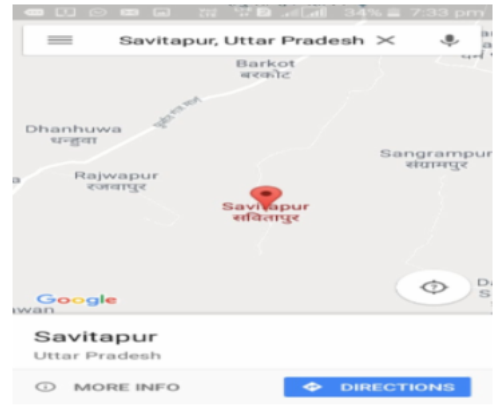 34% 7:33 pm
Savitapur, Uttar Pradesh
Barkot
बरकोट
Dhanhuwa
धन्हुवा
Sangrampur
संग्रामपुर
Rajwapur
रजवापुर
Savitapur
सवितापुर
Google
Savitapur
Uttar Pradesh
MORE INFO
DIRECTIONS